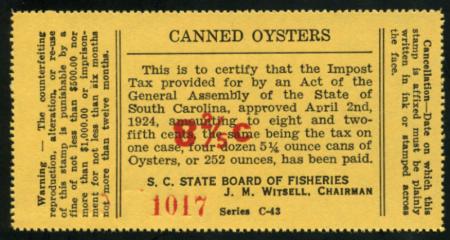 Warning — The counterfeiting
reproduction, alteration, or re-use
of this stamp is punishable by a
fine of not less than $500.00 nor
more than $1,000.00 or imprison-
ment for not less than six months
not more than twelve months.
CANNED OYSTERS
This is to certify that the Impost
Tax provided for by an Act of the
General Assembly of the State of
South Carolina, approved April 2nd,
1924, amounting to eight and two-
fifth cents, the same being the tax on
one case, four dozen 5¼ ounce cans of
Oysters, or 252 ounces, has been paid.
8⅖C
S. C. STATE BOARD OF FISHERIES
J. M. WITSELL, CHAIRMAN
1017
Series C-43
Cancellation—Date on which this
stamp is affixed must be plainly
written in ink or stamped across
the face.